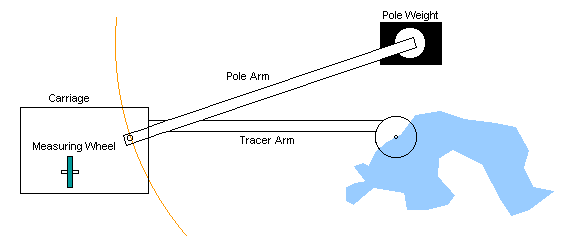 Pole Weight
Pole Arm
Carriage
Tracer Arm
Measuring Wheel